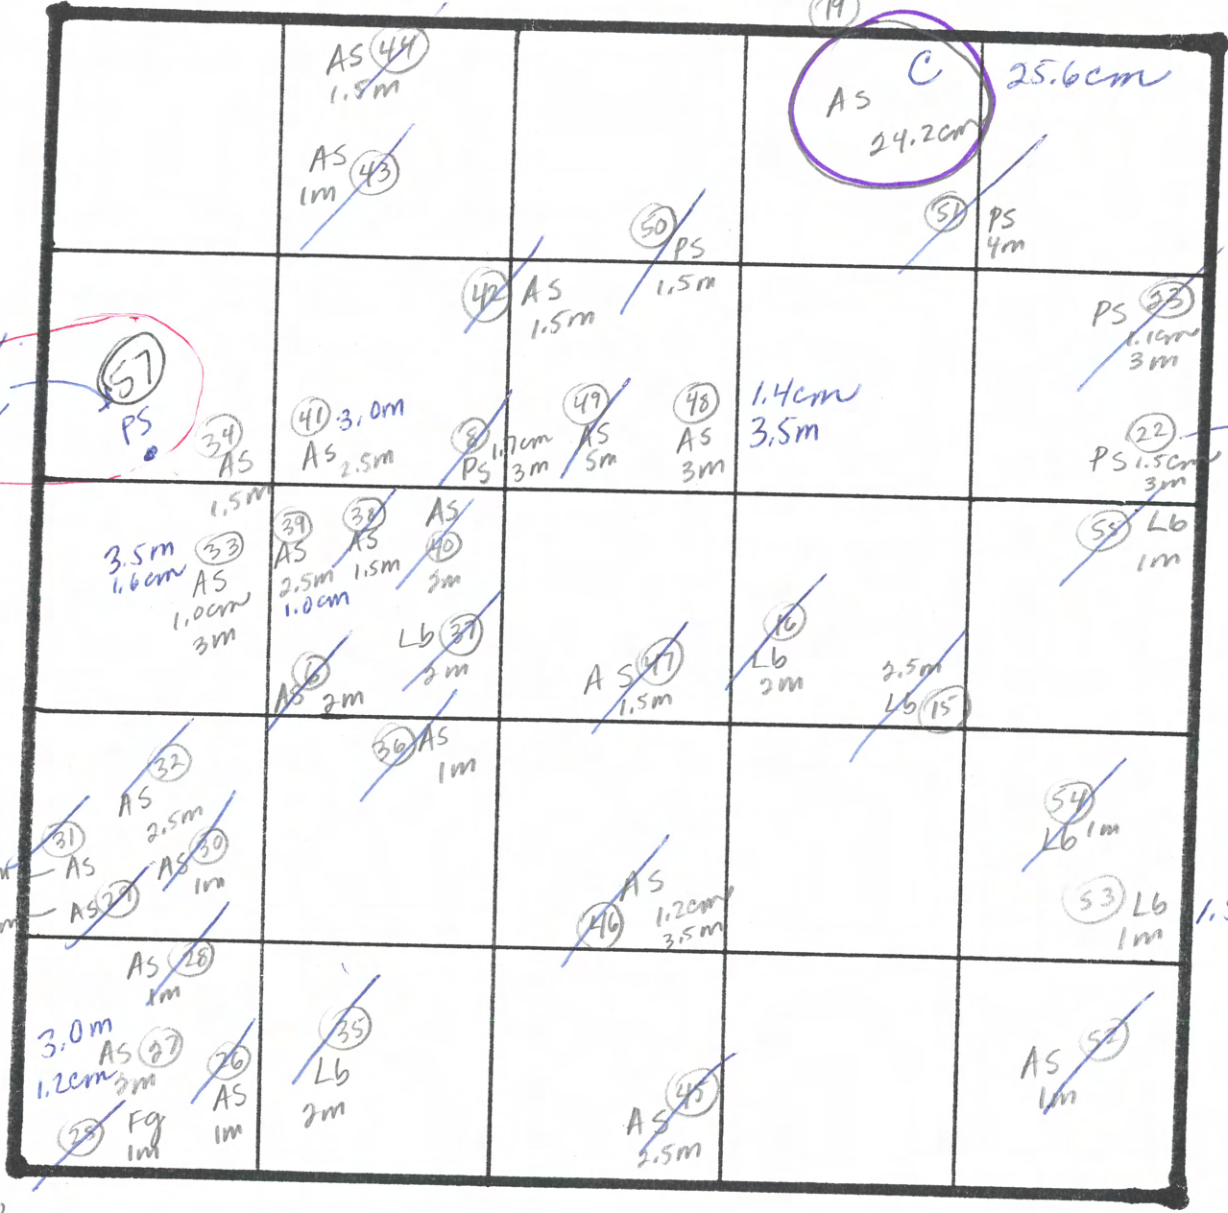 19
AS 44
1.5m
C
AS
24.2cm
25.6cm
AS
1m 43
50 PS
1.5m
51 PS
4m
42 AS
1.5m
PS 23
1.1cm
3m
57
PS
34
AS
1.5m
41 3.0m
AS 2.5m
8
PS 1.7cm
3m
49
AS
5m
48
AS
3m
1.4cm
3.5m
22
PS 1.5cm
3m
3.5m
1.6cm
33
AS
1.0cm
3m
39
AS
2.5m
1.0cm
38
AS
1.5m
AS
40
2m
55 Lb
1m
6
AS 2m
Lb 37
2m
AS 47
1.5m
16
Lb
2m
2.5m
Lb 15
32
AS
2.5m
36 AS
1m
31
AS
AS 30
1m
AS 29
54
Lb 1m
AS
46
1.2cm
3.5m
53 Lb
1m
AS 28
1m
3.0m
1.2cm
AS 27
3m
26
AS
1m
25 Fg
1m
35
Lb
2m
45
AS
2.5m
AS 52
1m